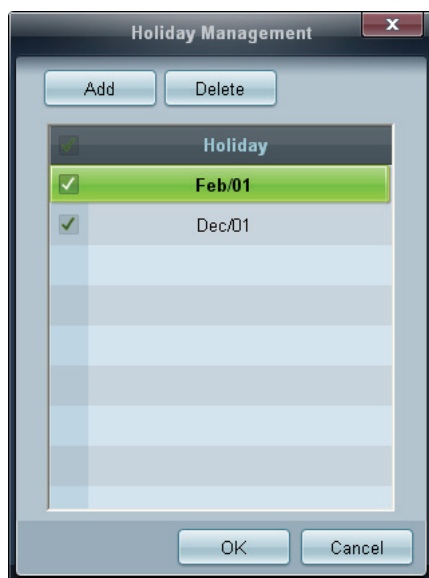 Holiday Management
x
Add Delete
Holiday
Feb/01
Dec/01
OK Cancel